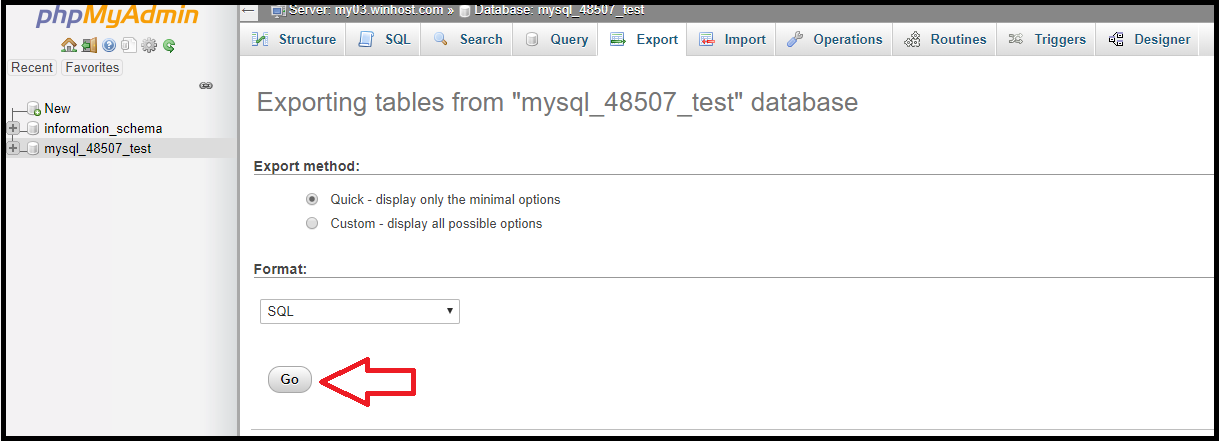 phpMyAdmin
Server: my03.winhost.com » Database: mysql_48507_test
Structure SQL Search Query Export Import Operations Routines Triggers Designer
Recent Favorites
New
information_schema
mysql_48507_test
Exporting tables from "mysql_48507_test" database
Export method:
Quick - display only the minimal options
Custom - display all possible options
Format:
SQL
Go